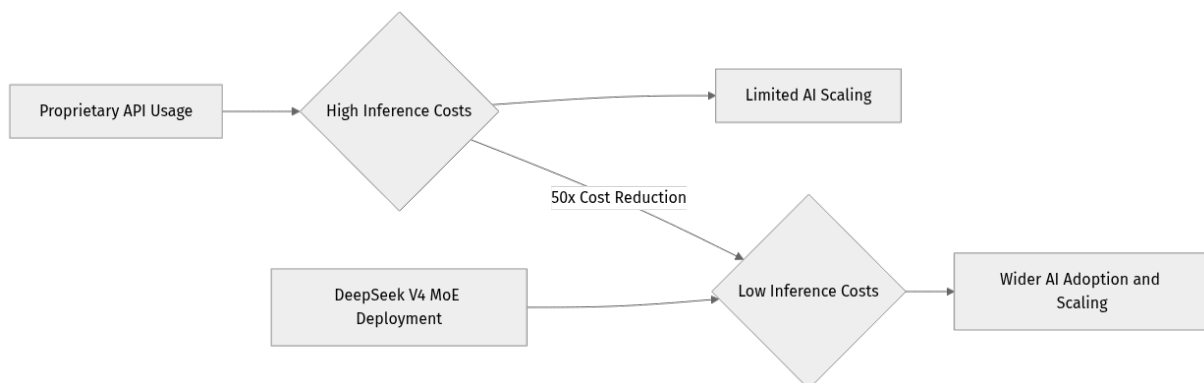 Proprietary API Usage
High Inference Costs
Limited AI Scaling
50x Cost Reduction
DeepSeek V4 MoE
Deployment
Low Inference Costs
Wider AI Adoption and
Scaling